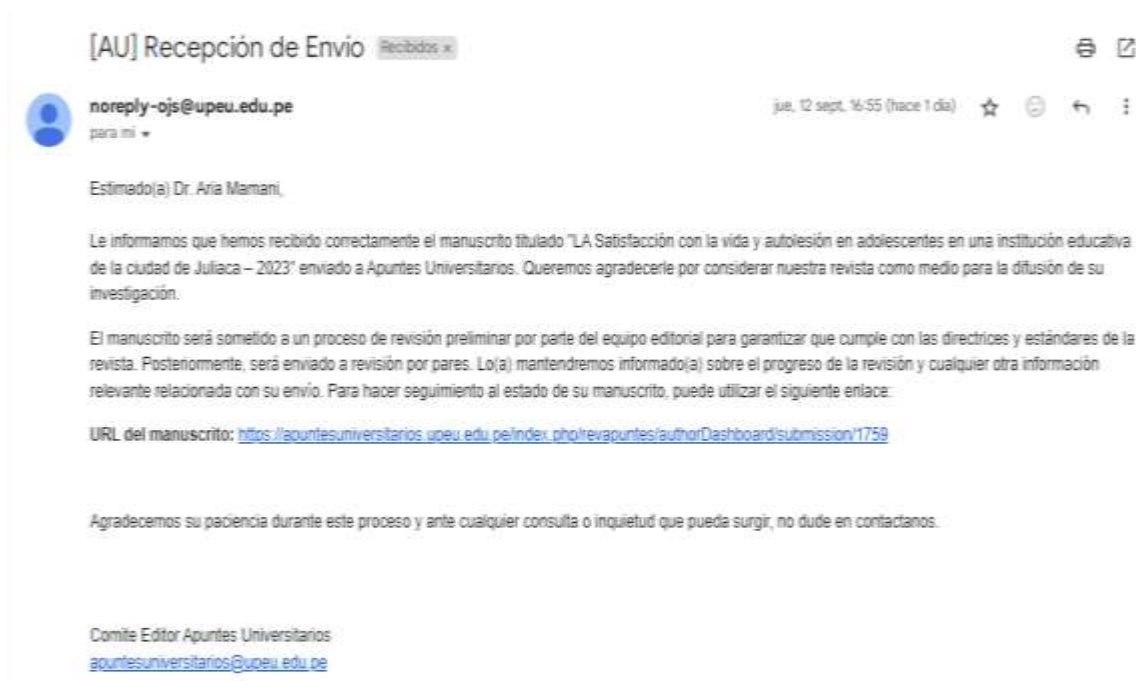 [AU] Recepción de Envío Recibidos x
noreply-ojs@upeu.edu.pe
jue, 12 sept, 16:55 (hace 1 día)
para mí
Estimado(a) Dr. Aria Mamani,
Le informamos que hemos recibido correctamente el manuscrito titulado "LA Satisfacción con la vida y autolesión en adolescentes en una institución educativa
de la ciudad de Juliaca – 2023" enviado a Apuntes Universitarios. Queremos agradecerle por considerar nuestra revista como medio para la difusión de su
investigación.
El manuscrito será sometido a un proceso de revisión preliminar por parte del equipo editorial para garantizar que cumple con las directrices y estándares de la
revista. Posteriormente, será enviado a revisión por pares. Lo(a) mantendremos informado(a) sobre el progreso de la revisión y cualquier otra información
relevante relacionada con su envío. Para hacer seguimiento al estado de su manuscrito, puede utilizar el siguiente enlace:
URL del manuscrito: https://apuntesuniversitarios.upeu.edu.pe/index.php/revapuntes/authorDashboard/submission/1759
Agradecemos su paciencia durante este proceso y ante cualquier consulta o inquietud que pueda surgir, no dude en contactanos.
Comite Editor Apuntes Universitarios
apuntesuniversitarios@upeu.edu.pe